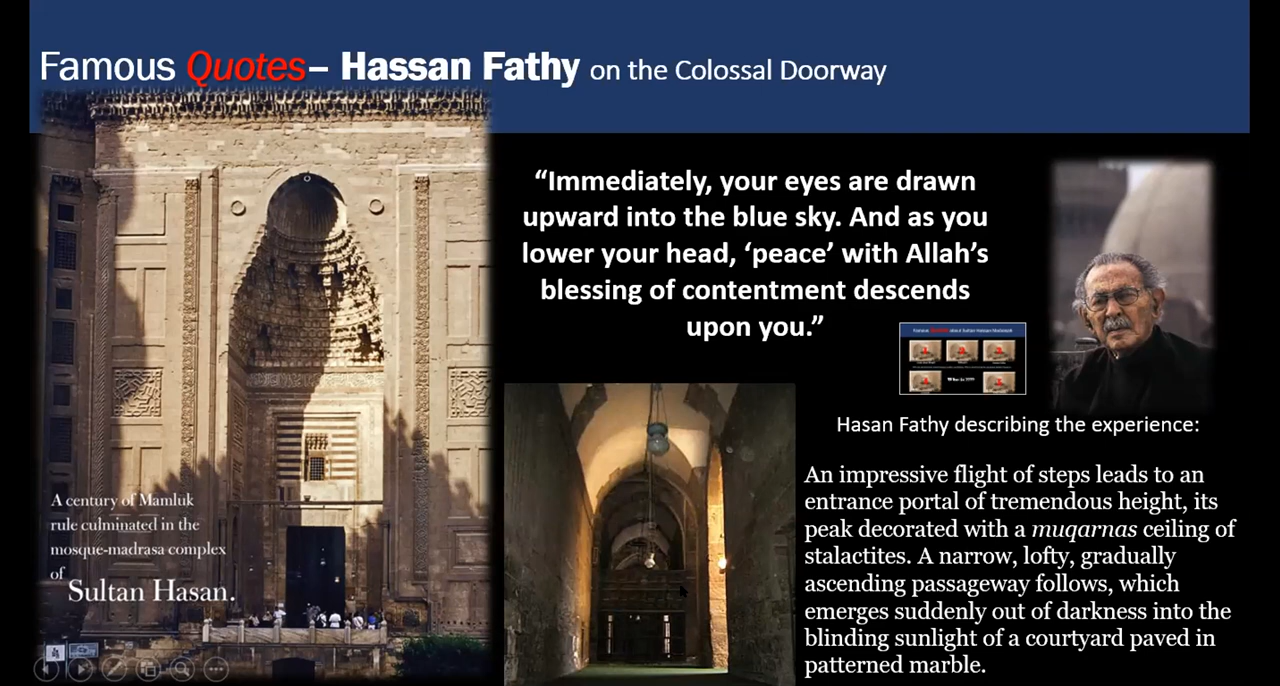 Famous Quotes– Hassan Fathy on the Colossal Doorway
“Immediately, your eyes are drawn
upward into the blue sky. And as you
lower your head, ‘peace’ with Allah’s
blessing of contentment descends
upon you.”
Hasan Fathy describing the experience:
An impressive flight of steps leads to an
entrance portal of tremendous height, its
peak decorated with a muqarnas ceiling of
stalactites. A narrow, lofty, gradually
ascending passageway follows, which
emerges suddenly out of darkness into the
blinding sunlight of a courtyard paved in
patterned marble.
A century of Mamluk
rule culminated in the
mosque-madrasa complex
of
Sultan Hasan.